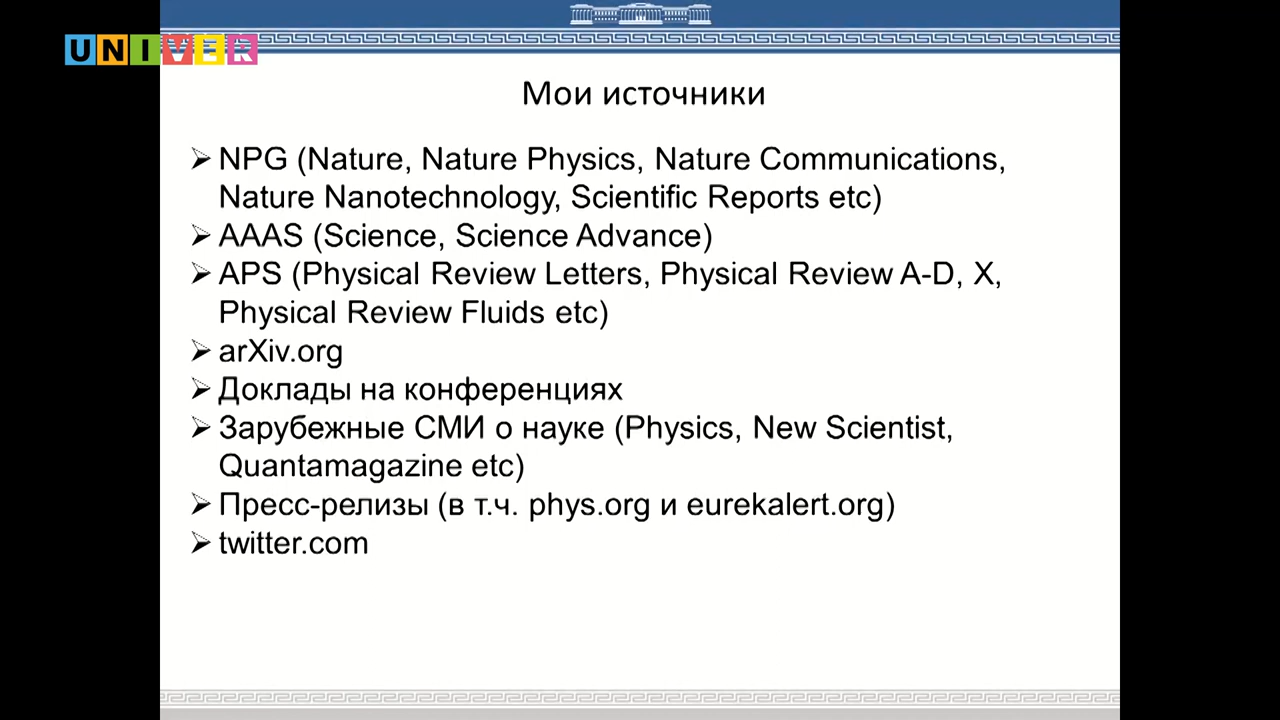 UNIVER
Мои источники
➢ NPG (Nature, Nature Physics, Nature Communications,
Nature Nanotechnology, Scientific Reports etc)
➢ AAAS (Science, Science Advance)
➢ APS (Physical Review Letters, Physical Review A-D, X,
Physical Review Fluids etc)
➢ arXiv.org
➢ Доклады на конференциях
➢ Зарубежные СМИ о науке (Physics, New Scientist,
Quantamagazine etc)
➢ Пресс-релизы (в т.ч. phys.org и eurekalert.org)
➢ twitter.com